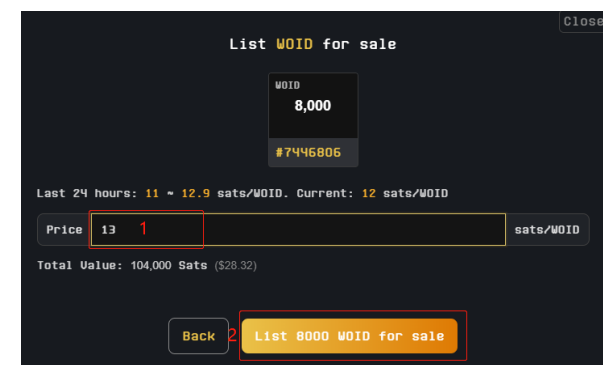 Close
List WOID for sale
WOID
8,000
#7446806
Last 24 hours: 11 ~ 12.9 sats/WOID. Current: 12 sats/WOID
Price 13 1 sats/WOID
Total Value: 104,000 Sats ($28.32)
Back 2 List 8000 WOID for sale